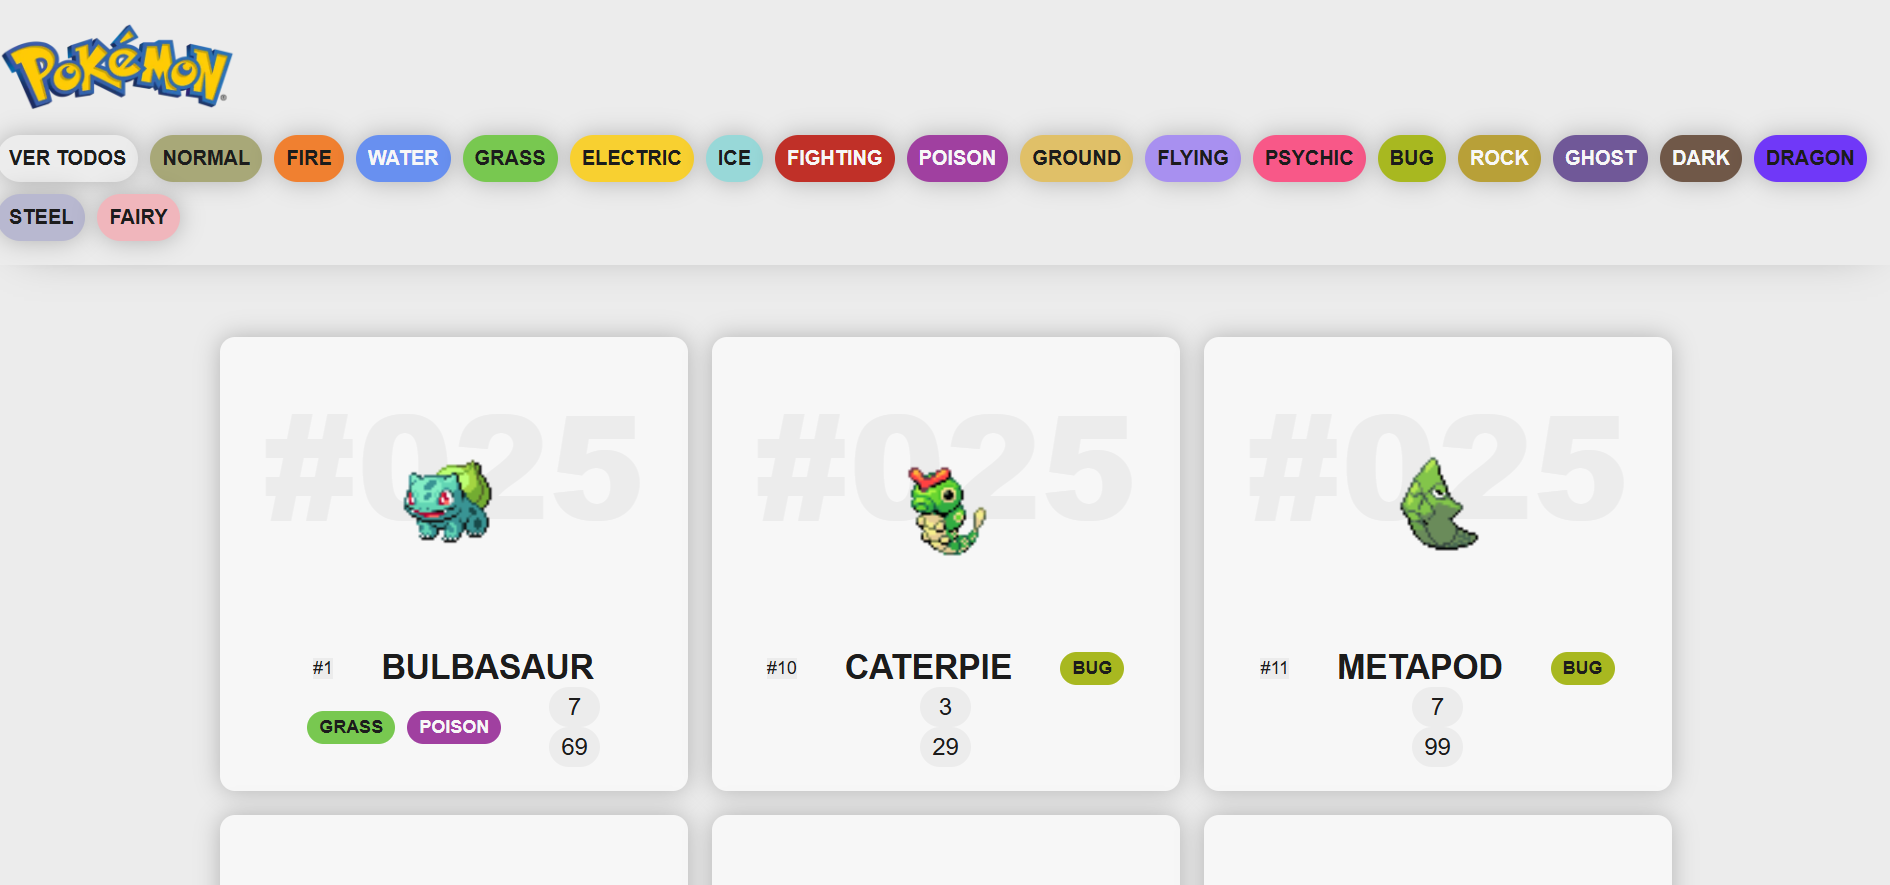 POKÉMON
VER TODOS NORMAL FIRE WATER GRASS ELECTRIC ICE FIGHTING POISON GROUND FLYING PSYCHIC BUG ROCK GHOST DARK DRAGON
STEEL FAIRY
#025
#1 BULBASAUR
GRASS POISON
7
69
#025
#10 CATERPIE BUG
3
29
#025
#11 METAPOD BUG
7
99